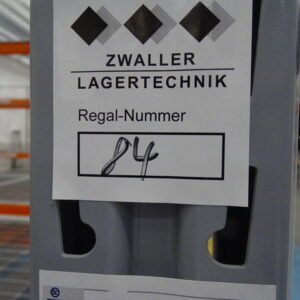 ZWALLER
LAGERTECHNIK
Regal-Nummer
84